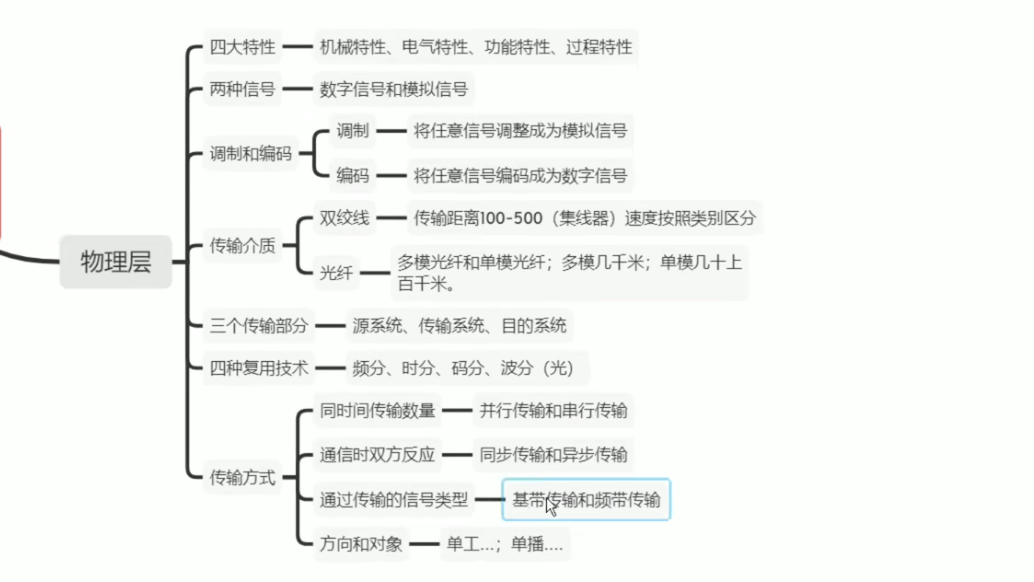 四大特性
机械特性、电气特性、功能特性、过程特性
两种信号
数字信号和模拟信号
调制和编码
调制
将任意信号调整成为模拟信号
编码
将任意信号编码成为数字信号
物理层
传输介质
双绞线
传输距离100-500（集线器）速度按照类别区分
光纤
多模光纤和单模光纤；多模几千米；单模几十上
百千米。
三个传输部分
源系统、传输系统、目的系统
四种复用技术
频分、时分、码分、波分（光）
传输方式
同时间传输数量
并行传输和串行传输
通信时双方反应
同步传输和异步传输
通过传输的信号类型
基带传输和频带传输
方向和对象
单工...；单播....